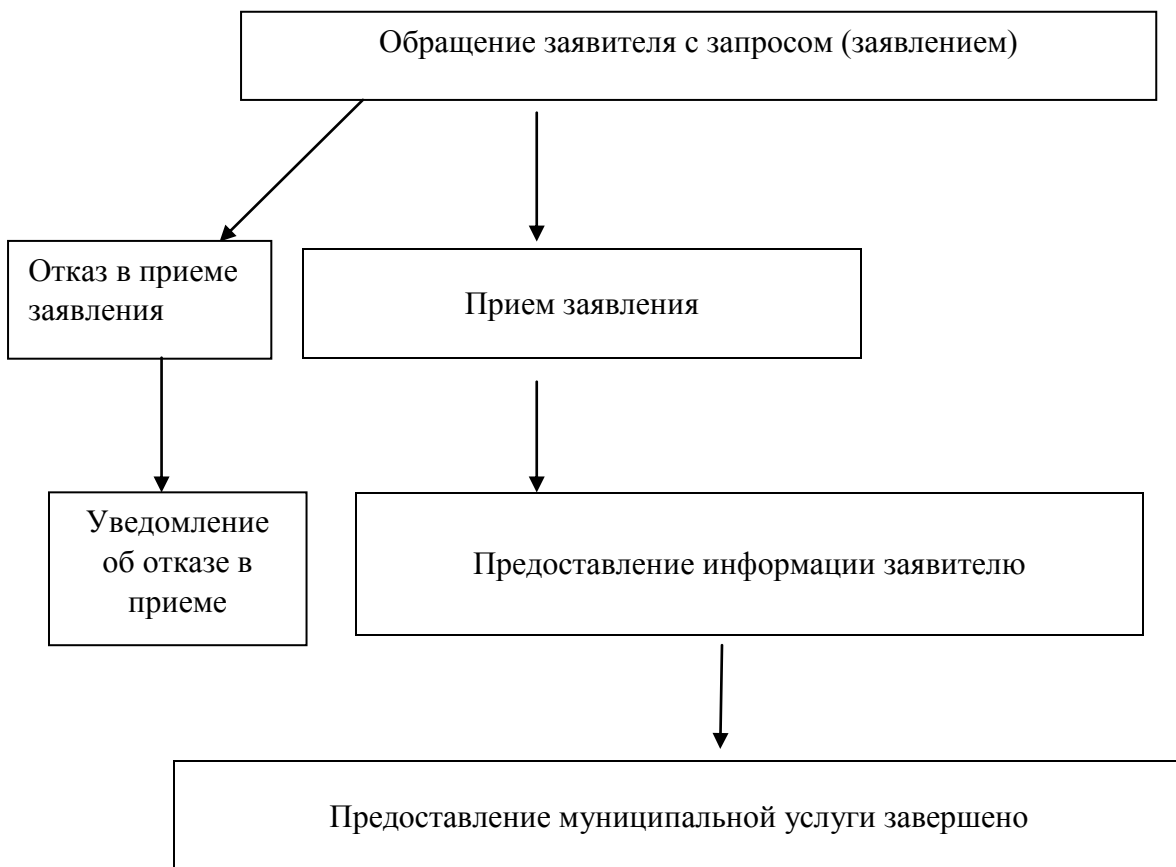 Обращение заявителя с запросом (заявлением)
Отказ в приеме
заявления
Прием заявления
Уведомление
об отказе в
приеме
Предоставление информации заявителю
Предоставление муниципальной услуги завершено